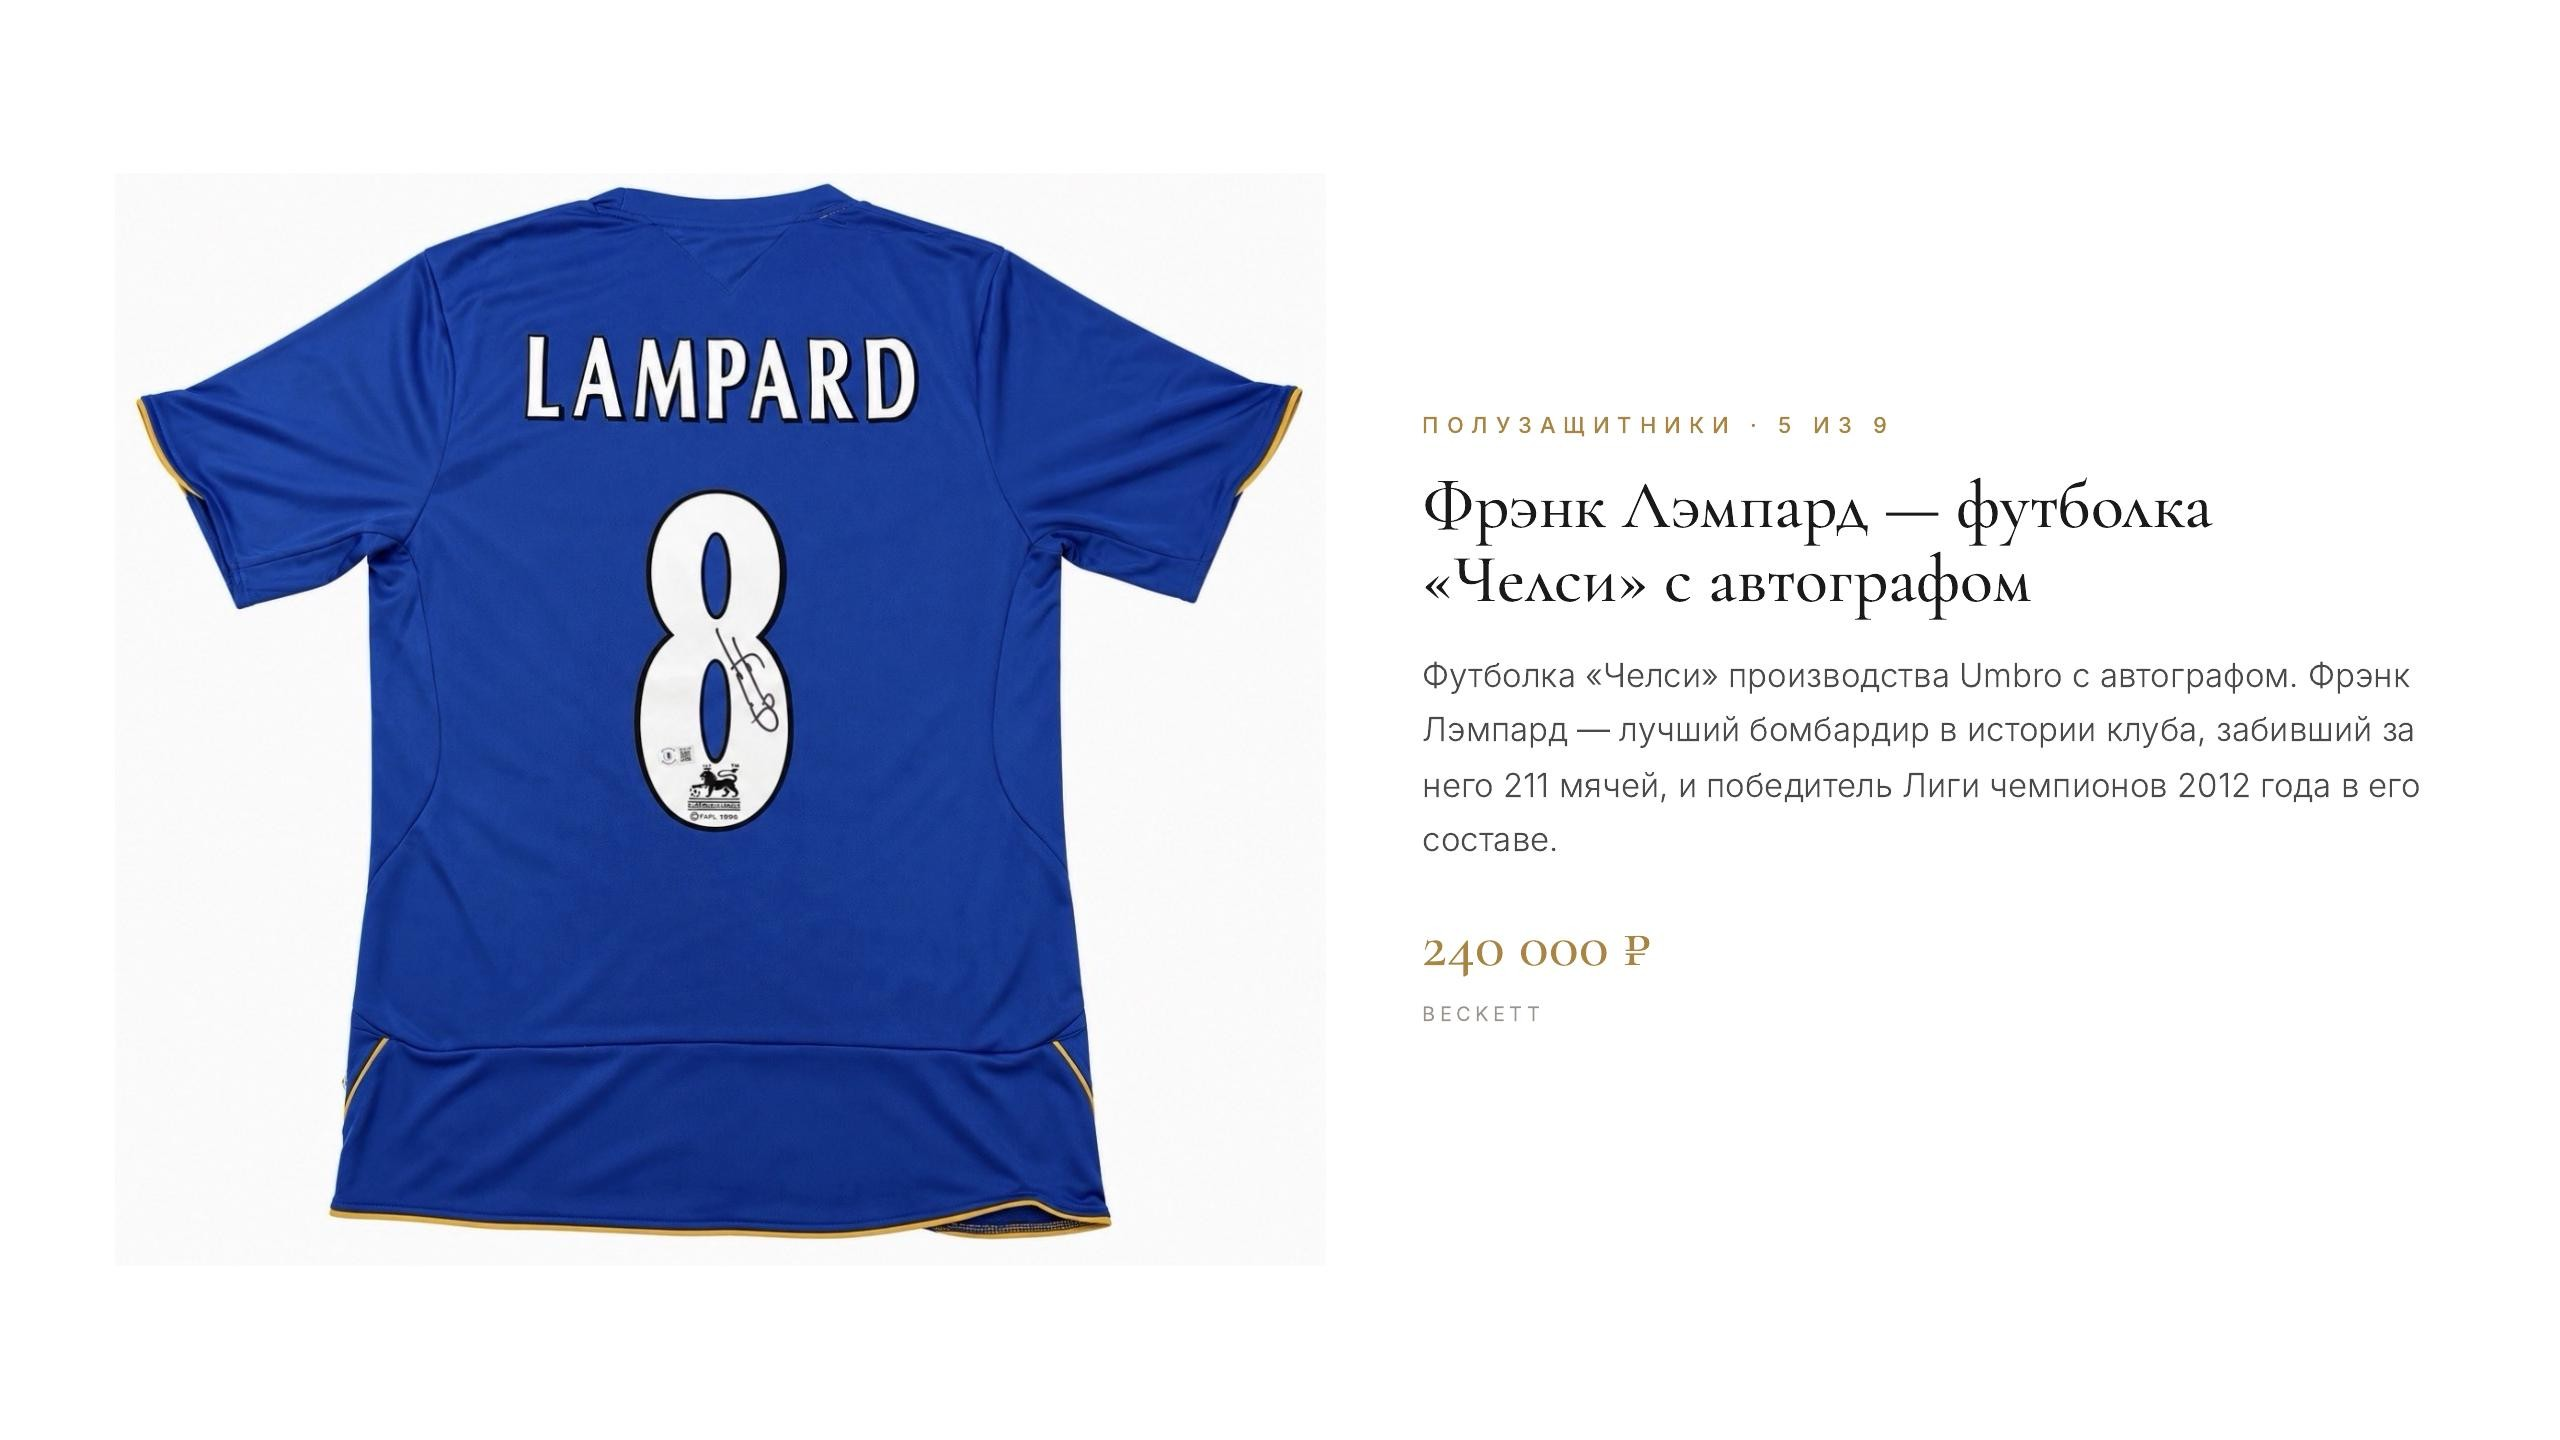 LAMPARD
8
©FAPL 1996
ПОЛУЗАЩИТНИКИ · 5 ИЗ 9
Фрэнк Лэмпард — футболка
«Челси» с автографом
Футболка «Челси» производства Umbro с автографом. Фрэнк
Лэмпард — лучший бомбардир в истории клуба, забивший за
него 211 мячей, и победитель Лиги чемпионов 2012 года в его
составе.
240 000 ₽
BECKETT